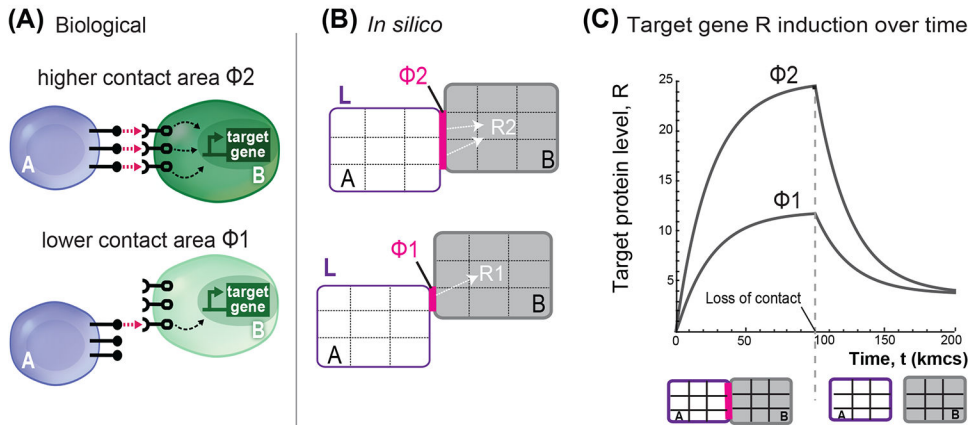 (A) Biological
higher contact area Φ2
A
target
gene
B
lower contact area Φ1
A
target
gene
B
(B) In silico
Φ2
L
R2
A
B
Φ1
L
R1
A
B
(C) Target gene R induction over time
Target protein level, R
25
20
15
10
5
Φ2
Φ1
Loss of contact
0 50 100 150 200
Time, t (kmcs)
A B A B